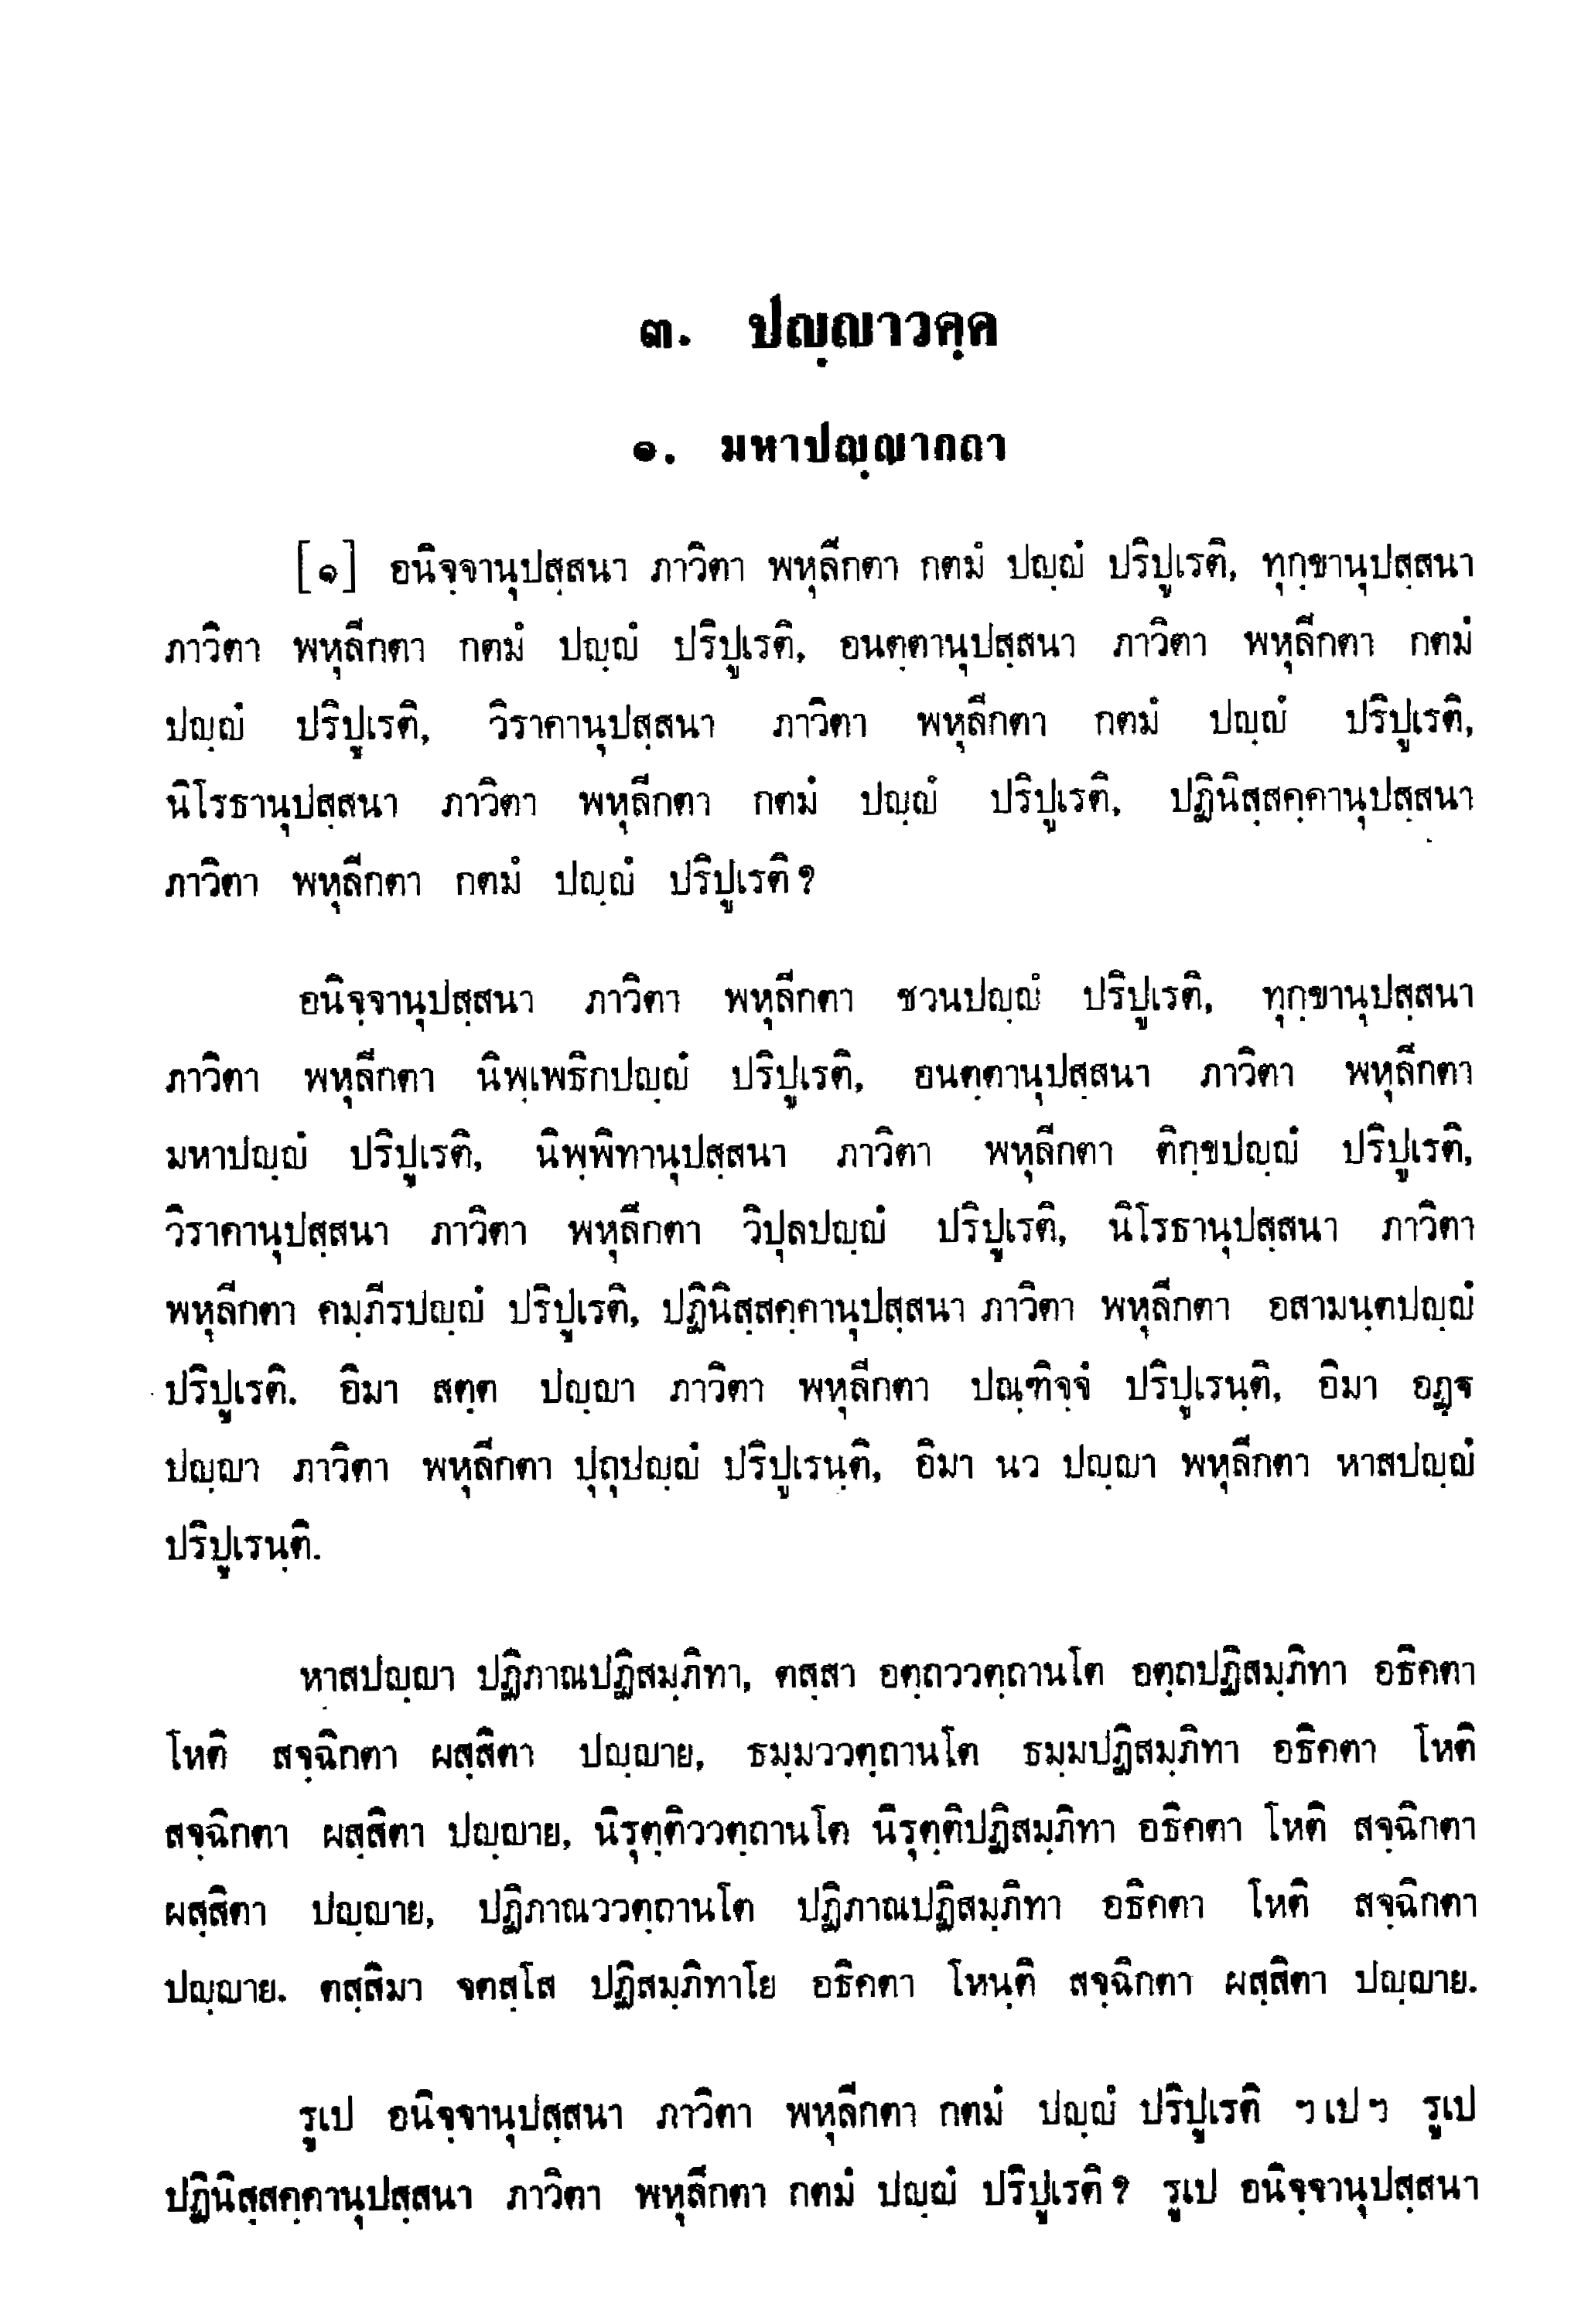 ๓. ปญฺญาวคฺค
๑. มหาปญฺญากถา
[๑] อนิจฺจานุปสฺสนา ภาวิตา พหุลีกตา กตมํ ปญฺญํ ปริปูเรติ, ทุกฺขานุปสฺสนา
ภาวิตา พหุลีกตา กตมํ ปญฺญํ ปริปูเรติ, อนตฺตานุปสฺสนา ภาวิตา พหุลีกตา กตมํ
ปญฺญํ ปริปูเรติ, วิราคานุปสฺสนา ภาวิตา พหุลีกตา กตมํ ปญฺญํ ปริปูเรติ,
นิโรธานุปสฺสนา ภาวิตา พหุลีกตา กตมํ ปญฺญํ ปริปูเรติ, ปฏินิสฺสคฺคานุปสฺสนา
ภาวิตา พหุลีกตา กตมํ ปญฺญํ ปริปูเรติ?
อนิจฺจานุปสฺสนา ภาวิตา พหุลีกตา ชวนปญฺญํ ปริปูเรติ, ทุกฺขานุปสฺสนา
ภาวิตา พหุลีกตา นิพฺเพธิกปญฺญํ ปริปูเรติ, อนตฺตานุปสฺสนา ภาวิตา พหุลีกตา
มหาปญฺญํ ปริปูเรติ, นิพฺพิทานุปสฺสนา ภาวิตา พหุลีกตา ติกฺขปญฺญํ ปริปูเรติ,
วิราคานุปสฺสนา ภาวิตา พหุลีกตา วิปุลปญฺญํ ปริปูเรติ, นิโรธานุปสฺสนา ภาวิตา
พหุลีกตา คมฺภีรปญฺญํ ปริปูเรติ, ปฏินิสฺสคฺคานุปสฺสนา ภาวิตา พหุลีกตา อสามนฺตปญฺญํ
ปริปูเรติ. อิมา สตฺต ปญฺญา ภาวิตา พหุลีกตา ปณฺฑิจฺจํ ปริปูเรนฺติ, อิมา อฏฺฐ
ปญฺญา ภาวิตา พหุลีกตา ปุถุปญฺญํ ปริปูเรนฺติ, อิมา นว ปญฺญา พหุลีกตา หาสปญฺญํ
ปริปูเรนฺติ.
หาสปญฺญา ปฏิภาณปฏิสมฺภิทา, ตสฺสา อตฺถววตฺถานโต อตฺถปฏิสมฺภิทา อธิคตา
โหติ สจฺฉิกตา ผสฺสิตา ปญฺญาย, ธมฺมววตฺถานโต ธมฺมปฏิสมฺภิทา อธิคตา โหติ
สจฺฉิกตา ผสฺสิตา ปญฺญาย, นิรุตฺติววตฺถานโต นิรุตฺติปฏิสมฺภิทา อธิคตา โหติ สจฺฉิกตา
ผสฺสิตา ปญฺญาย, ปฏิภาณววตฺถานโต ปฏิภาณปฏิสมฺภิทา อธิคตา โหติ สจฺฉิกตา
ปญฺญาย. ตสฺสิมา จตสฺโส ปฏิสมฺภิทาโย อธิคตา โหนฺติ สจฺฉิกตา ผสฺสิตา ปญฺญาย.
รูเป อนิจฺจานุปสฺสนา ภาวิตา พหุลีกตา กตมํ ปญฺญํ ปริปูเรติ ฯเปฯ รูเป
ปฏินิสฺสคฺคานุปสฺสนา ภาวิตา พหุลีกตา กตมํ ปญฺญํ ปริปูเรติ? รูเป อนิจฺจานุปสฺสนา